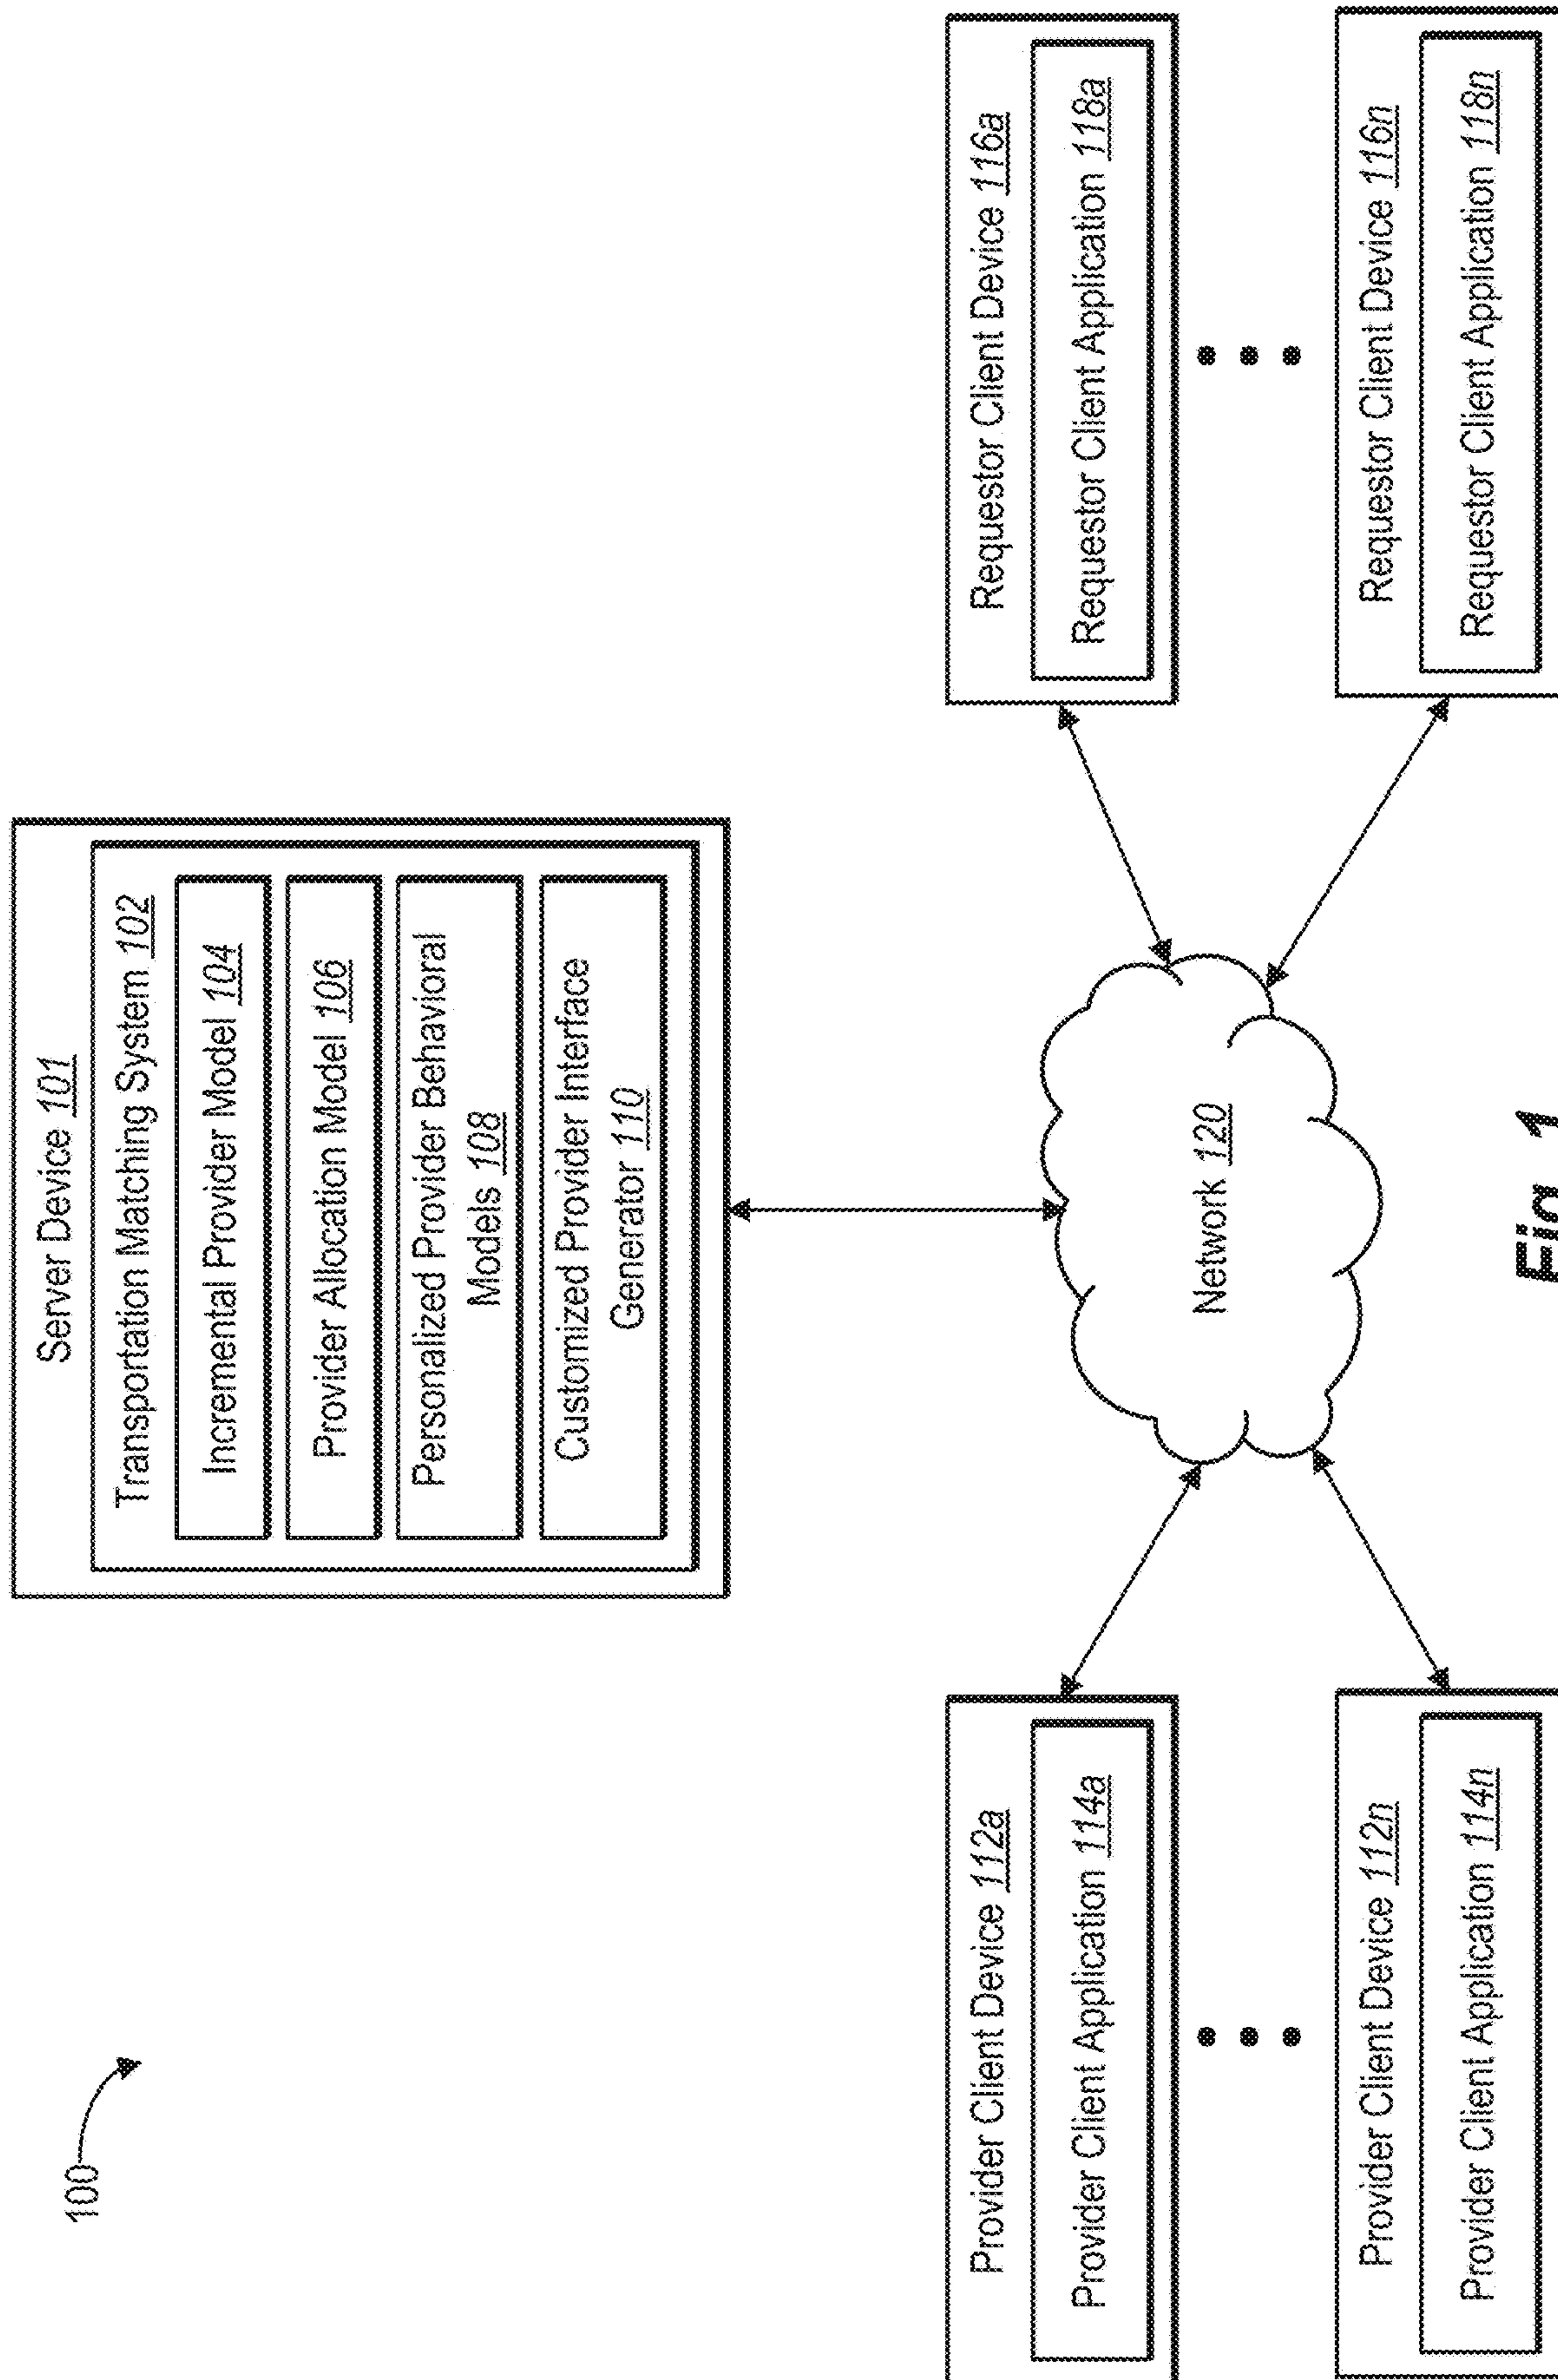 100
Server Device 101
Transportation Matching System 102
Incremental Provider Model 104
Provider Allocation Model 106
Personalized Provider Behavioral
Models 108
Customized Provider Interface
Generator 110
Provider Client Device 112a
Provider Client Application 114a
Provider Client Device 112n
Provider Client Application 114n
Network 120
Requestor Client Device 116a
Requestor Client Application 118a
Requestor Client Device 116n
Requestor Client Application 118n
Fig. 1